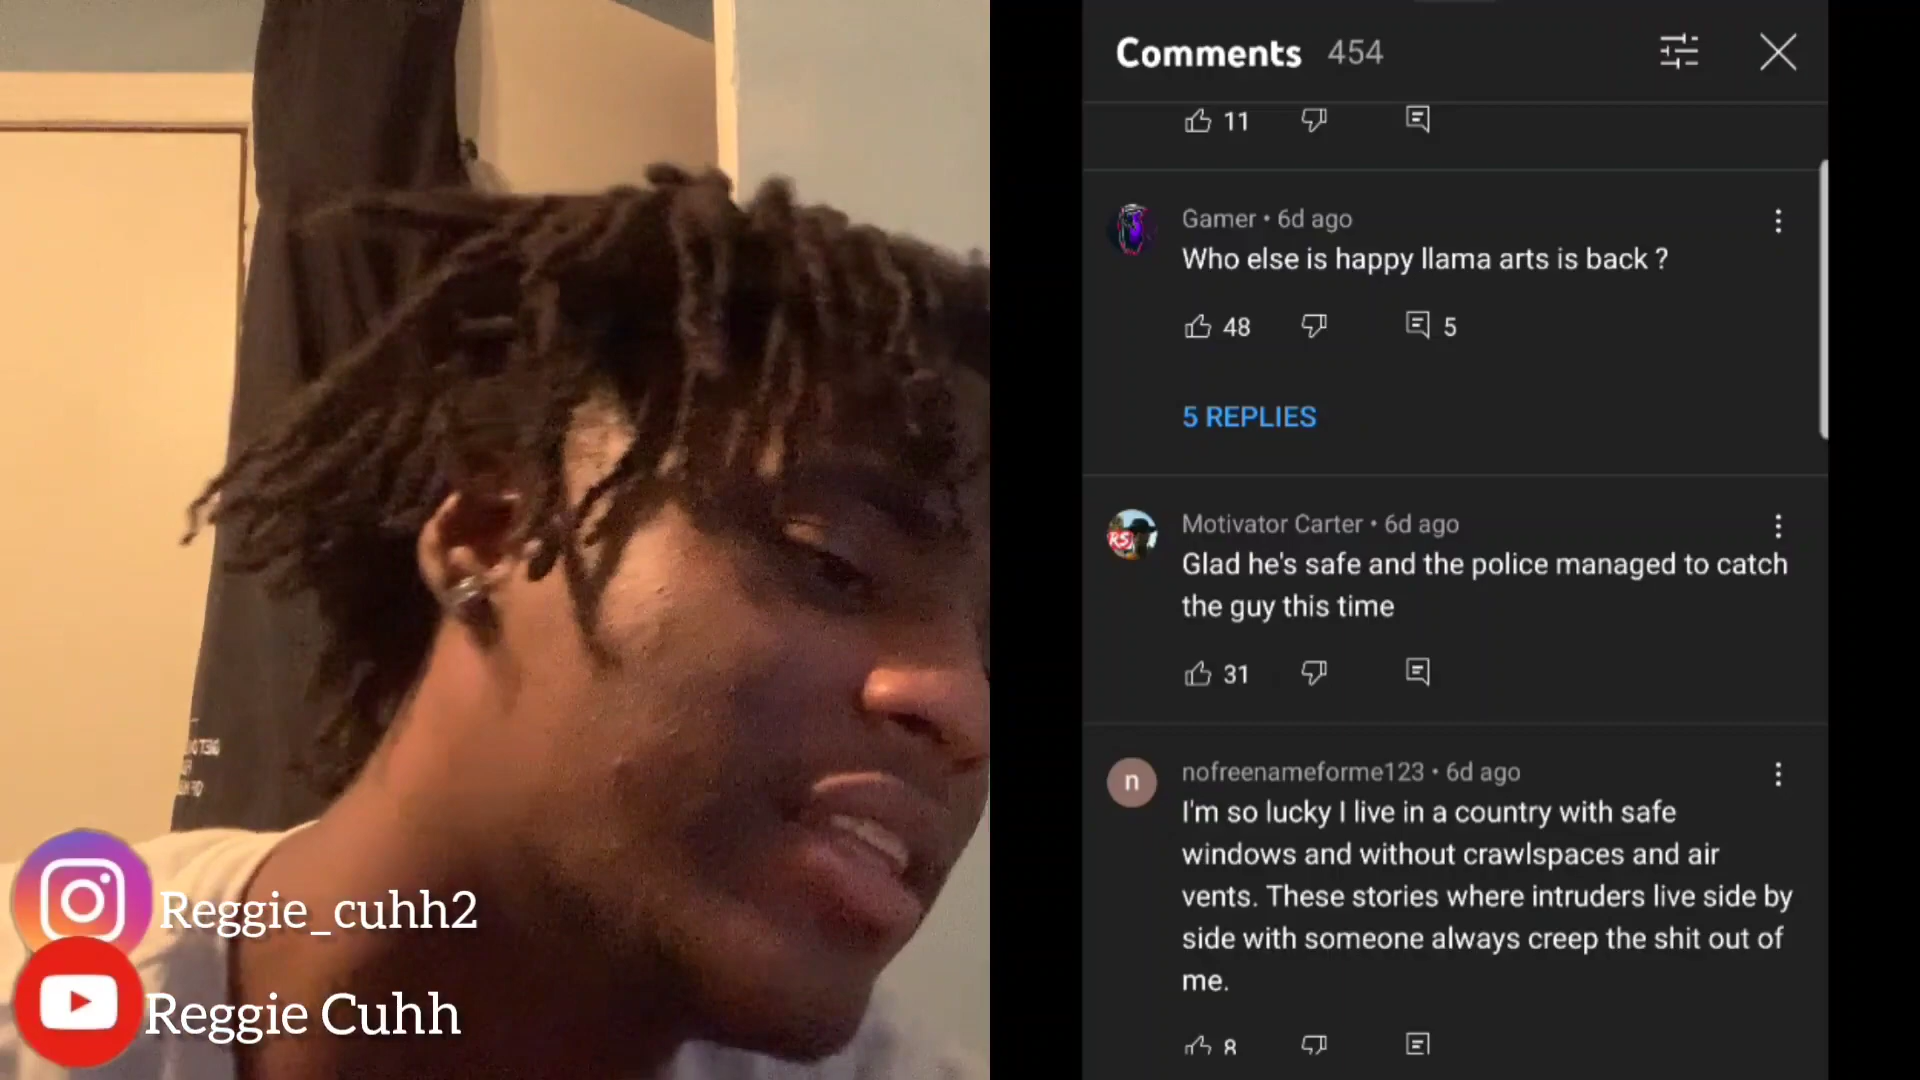 Comments 454
11
Gamer • 6d ago
Who else is happy llama arts is back ?
48
5
5 REPLIES
RS
Motivator Carter • 6d ago
Glad he's safe and the police managed to catch
the guy this time
31
n
nofreenameforme123 • 6d ago
I'm so lucky I live in a country with safe
windows and without crawlspaces and air
vents. These stories where intruders live side by
side with someone always creep the shit out of
me.
8
Reggie_cuhh2
Reggie Cuhh